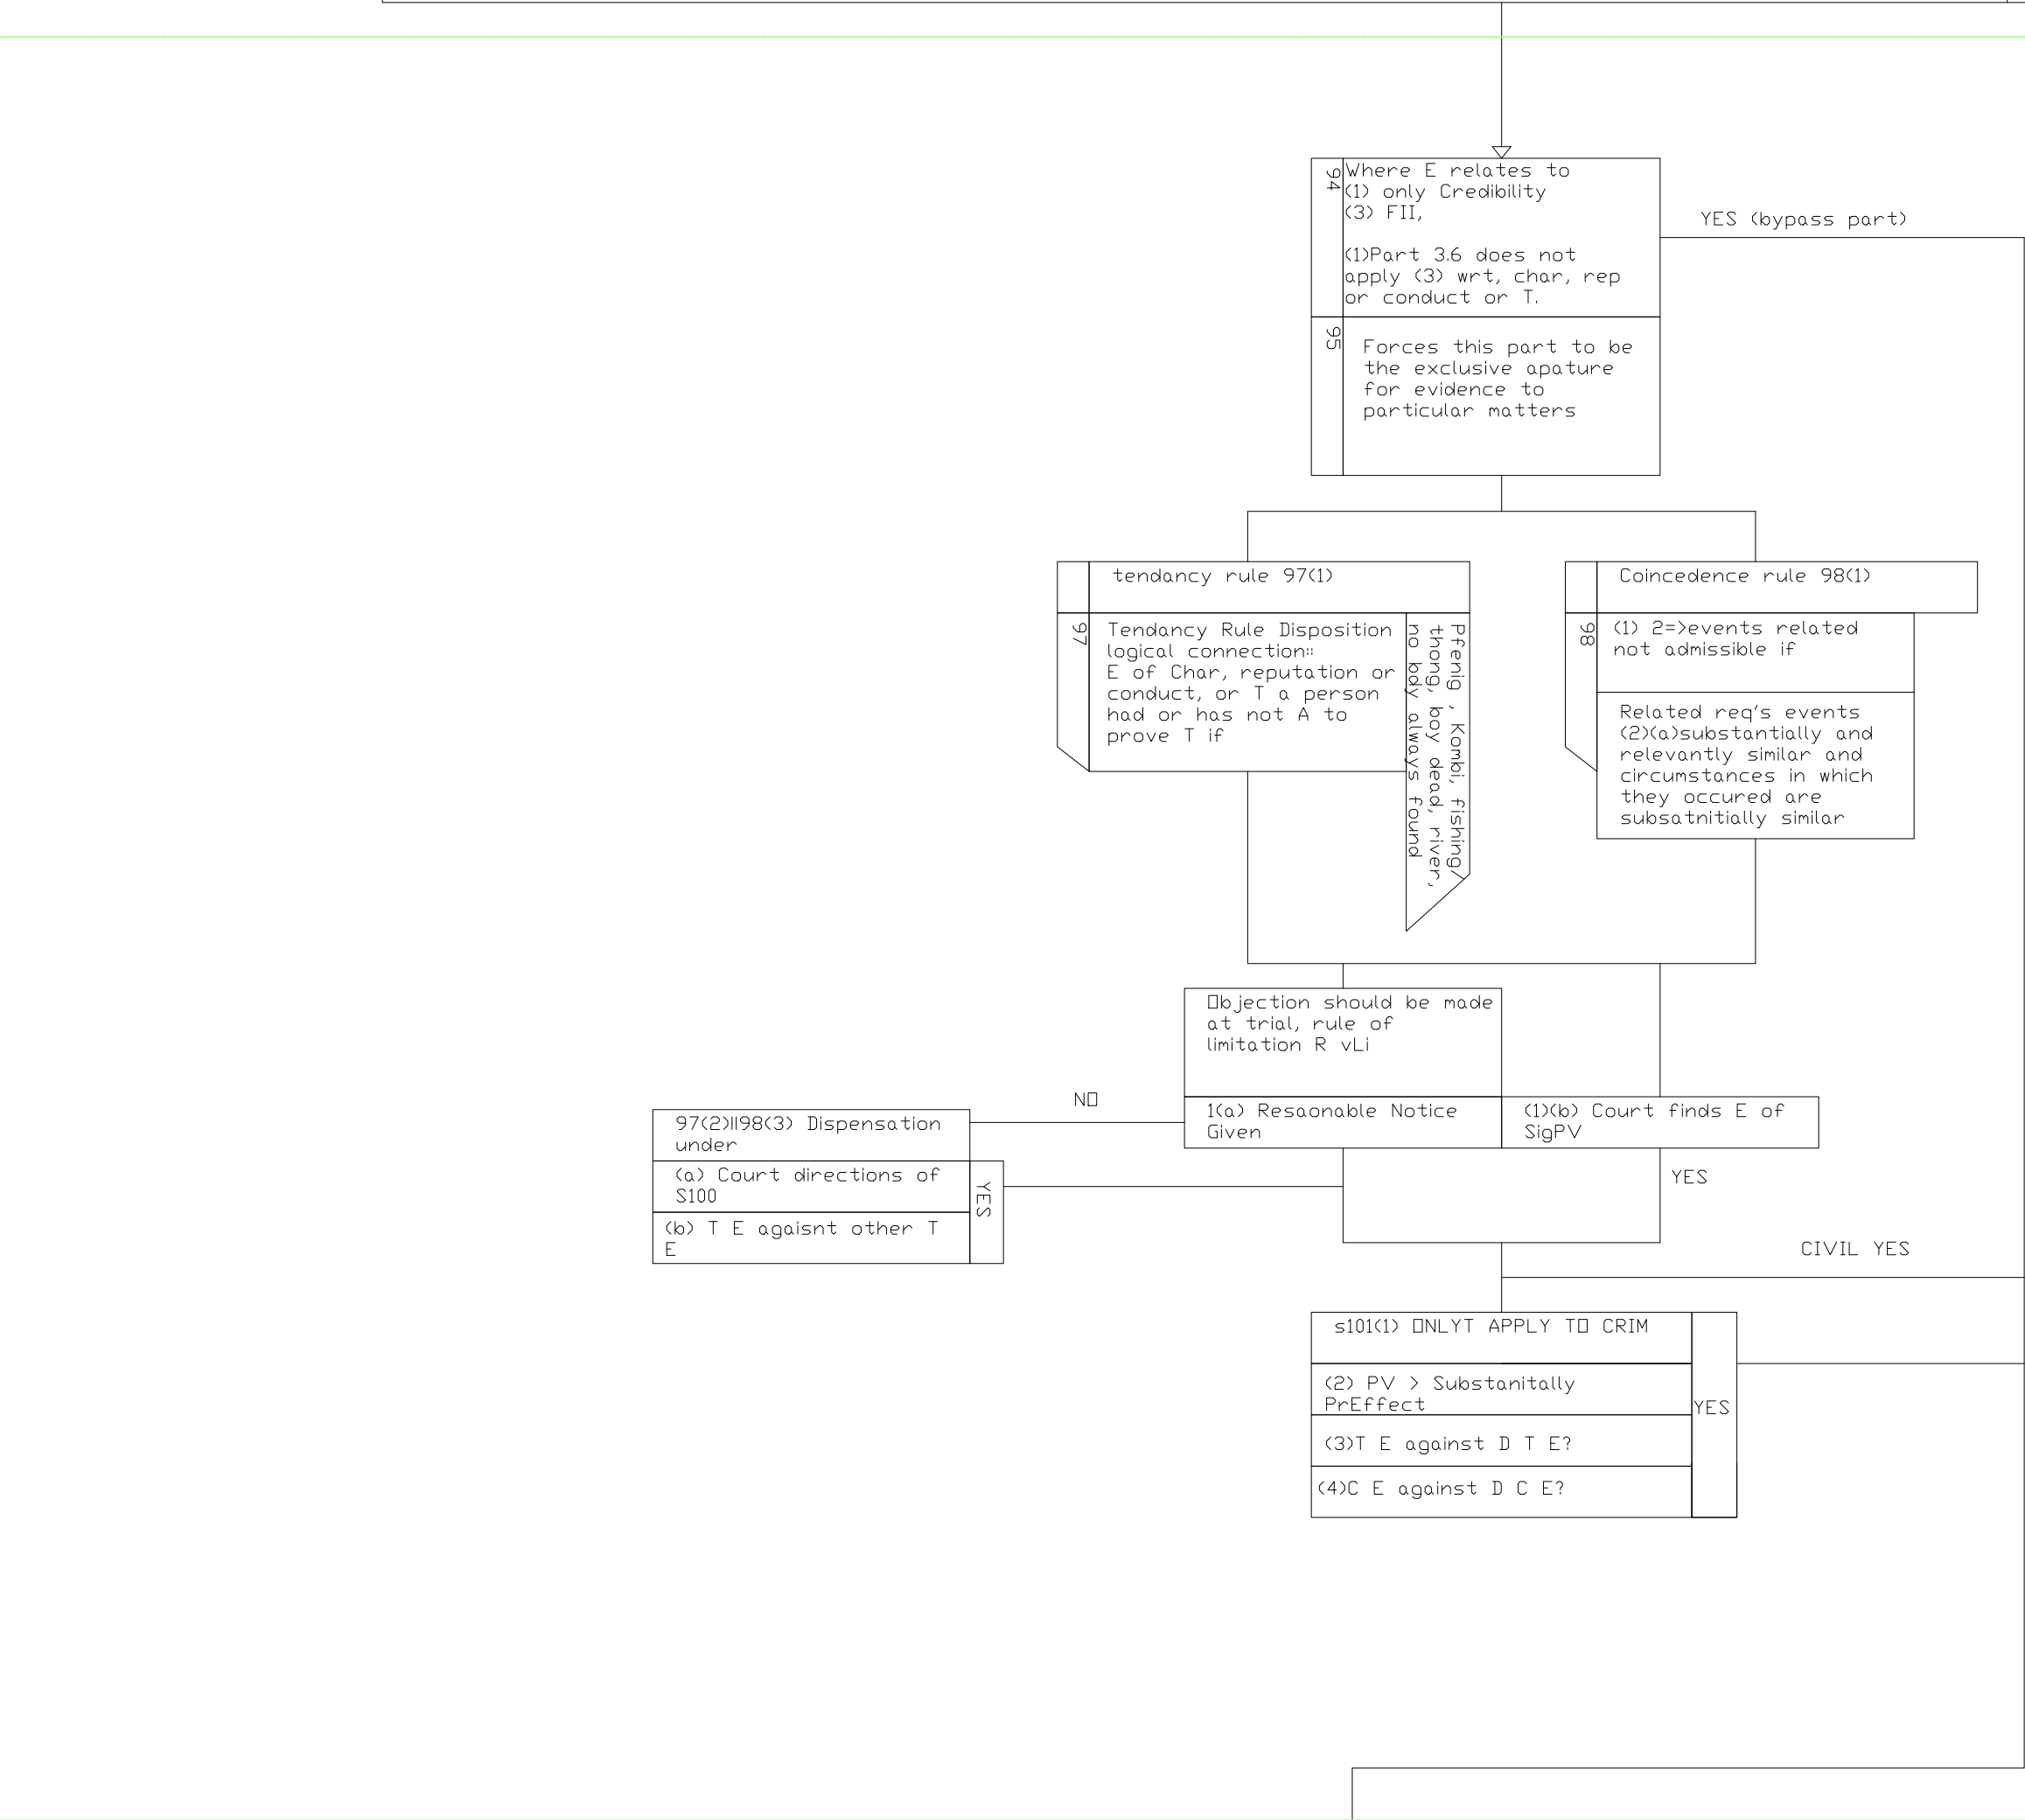 94
Where E relates to
(1) only Credibility
(3) FII,
(1)Part 3.6 does not
apply (3) wrt, char, rep
or conduct or T.
YES (bypass part)
95
Forces this part to be
the exclusive apature
for evidence to
particular matters
tendancy rule 97(1)
97
Tendancy Rule Disposition
logical connection::
E of Char, reputation or
conduct, or T a person
had or has not A to
prove T if
Pfenig , Kombi, fishing/
thong, boy dead, river,
no bdy always found
Coincedence rule 98(1)
98
(1) 2=>events related
not admissible if
Related req's events
(2)(a)substantially and
relevantly similar and
circumstances in which
they occured are
subsatnitially similar
Objection should be made
at trial, rule of
limitation R vLi
NO
1(a) Resaonable Notice
Given
(1)(b) Court finds E of
SigPV
97(2)||98(3) Dispensation
under
(a) Court directions of
S100
(b) T E agaisnt other T
E
YES
YES
CIVIL YES
s101(1) ONLYT APPLY TO CRIM
(2) PV > Substanitally
PrEffect
(3)T E against D T E?
(4)C E against D C E?
YES